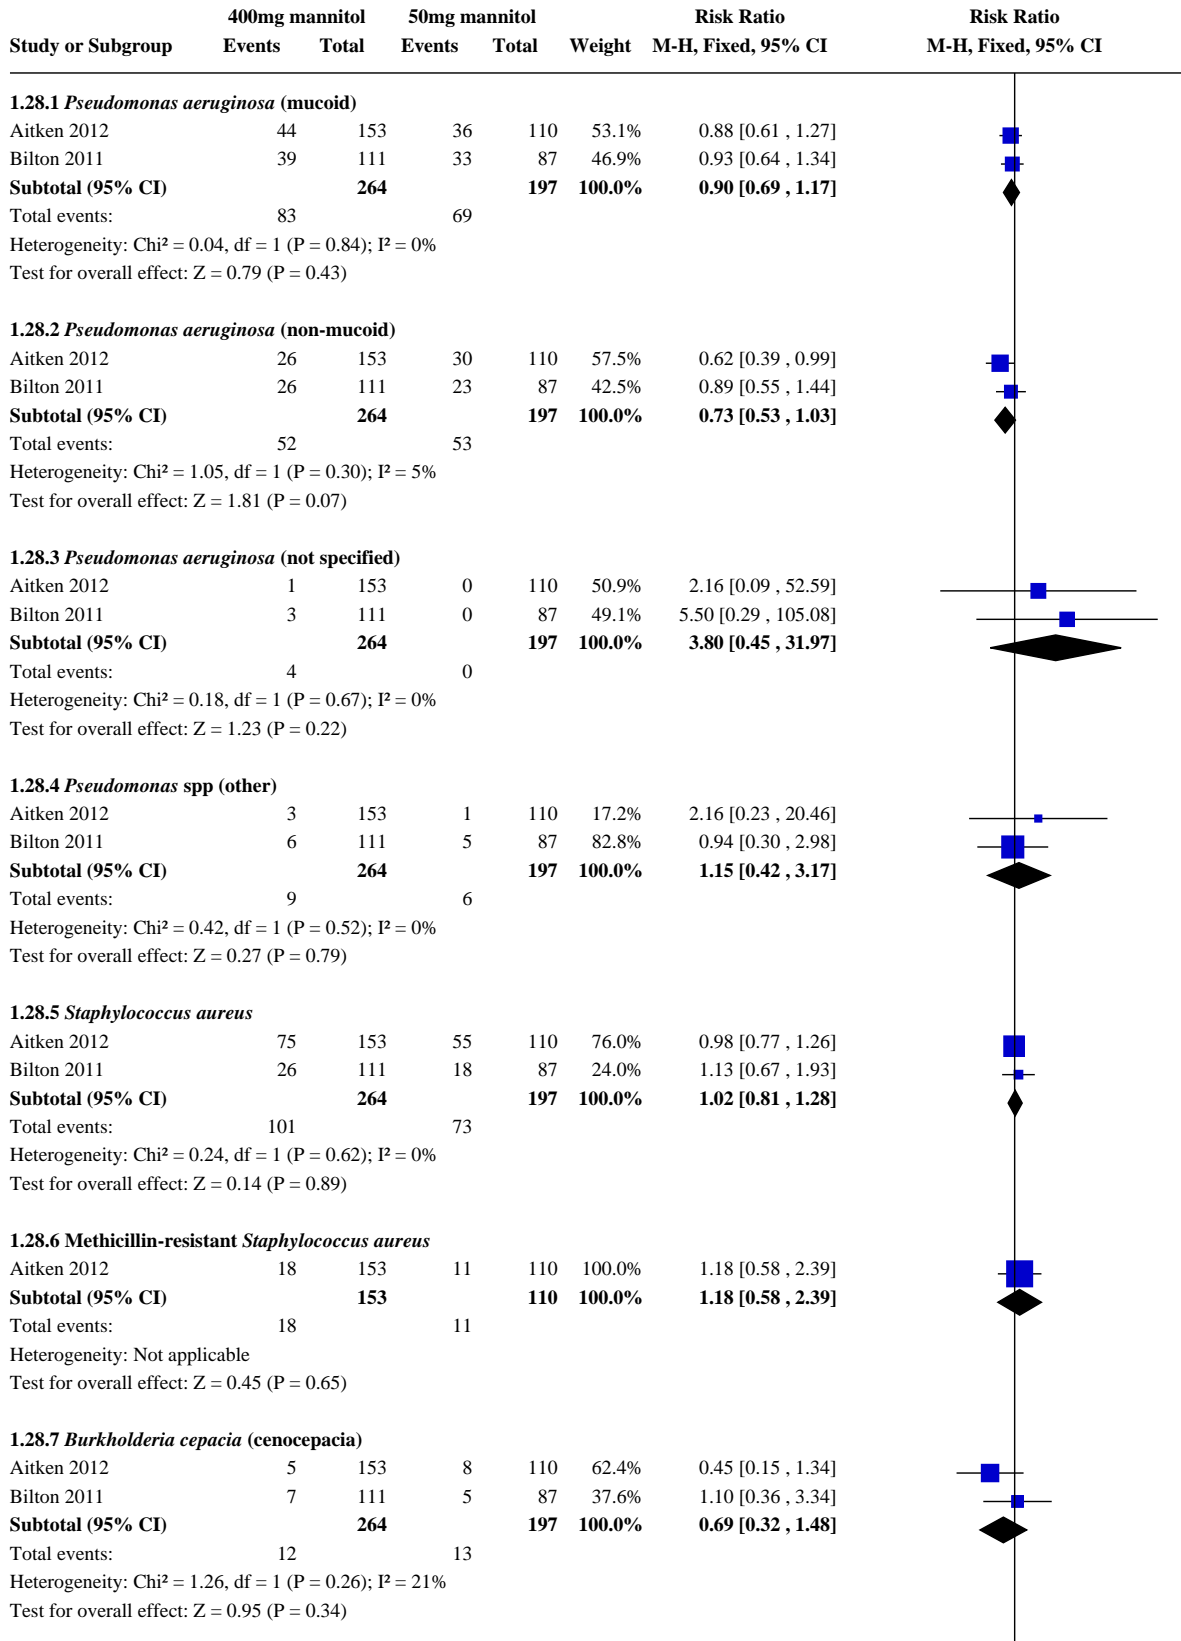 400mg mannitol 50mg mannitol Risk Ratio Risk Ratio
Study or Subgroup Events Total Events Total Weight M-H, Fixed, 95% CI M-H, Fixed, 95% CI
1.28.1 Pseudomonas aeruginosa (mucoid)
Aitken 2012 44 153 36 110 53.1% 0.88 [0.61 , 1.27]
Bilton 2011 39 111 33 87 46.9% 0.93 [0.64 , 1.34]
Subtotal (95% CI) 264 197 100.0% 0.90 [0.69 , 1.17]
Total events: 83 69
Heterogeneity: Chi² = 0.04, df = 1 (P = 0.84); I² = 0%
Test for overall effect: Z = 0.79 (P = 0.43)
1.28.2 Pseudomonas aeruginosa (non-mucoid)
Aitken 2012 26 153 30 110 57.5% 0.62 [0.39 , 0.99]
Bilton 2011 26 111 23 87 42.5% 0.89 [0.55 , 1.44]
Subtotal (95% CI) 264 197 100.0% 0.73 [0.53 , 1.03]
Total events: 52 53
Heterogeneity: Chi² = 1.05, df = 1 (P = 0.30); I² = 5%
Test for overall effect: Z = 1.81 (P = 0.07)
1.28.3 Pseudomonas aeruginosa (not specified)
Aitken 2012 1 153 0 110 50.9% 2.16 [0.09 , 52.59]
Bilton 2011 3 111 0 87 49.1% 5.50 [0.29 , 105.08]
Subtotal (95% CI) 264 197 100.0% 3.80 [0.45 , 31.97]
Total events: 4 0
Heterogeneity: Chi² = 0.18, df = 1 (P = 0.67); I² = 0%
Test for overall effect: Z = 1.23 (P = 0.22)
1.28.4 Pseudomonas spp (other)
Aitken 2012 3 153 1 110 17.2% 2.16 [0.23 , 20.46]
Bilton 2011 6 111 5 87 82.8% 0.94 [0.30 , 2.98]
Subtotal (95% CI) 264 197 100.0% 1.15 [0.42 , 3.17]
Total events: 9 6
Heterogeneity: Chi² = 0.42, df = 1 (P = 0.52); I² = 0%
Test for overall effect: Z = 0.27 (P = 0.79)
1.28.5 Staphylococcus aureus
Aitken 2012 75 153 55 110 76.0% 0.98 [0.77 , 1.26]
Bilton 2011 26 111 18 87 24.0% 1.13 [0.67 , 1.93]
Subtotal (95% CI) 264 197 100.0% 1.02 [0.81 , 1.28]
Total events: 101 73
Heterogeneity: Chi² = 0.24, df = 1 (P = 0.62); I² = 0%
Test for overall effect: Z = 0.14 (P = 0.89)
1.28.6 Methicillin-resistant Staphylococcus aureus
Aitken 2012 18 153 11 110 100.0% 1.18 [0.58 , 2.39]
Subtotal (95% CI) 153 110 100.0% 1.18 [0.58 , 2.39]
Total events: 18 11
Heterogeneity: Not applicable
Test for overall effect: Z = 0.45 (P = 0.65)
1.28.7 Burkholderia cepacia (cenocepacia)
Aitken 2012 5 153 8 110 62.4% 0.45 [0.15 , 1.34]
Bilton 2011 7 111 5 87 37.6% 1.10 [0.36 , 3.34]
Subtotal (95% CI) 264 197 100.0% 0.69 [0.32 , 1.48]
Total events: 12 13
Heterogeneity: Chi² = 1.26, df = 1 (P = 0.26); I² = 21%
Test for overall effect: Z = 0.95 (P = 0.34)